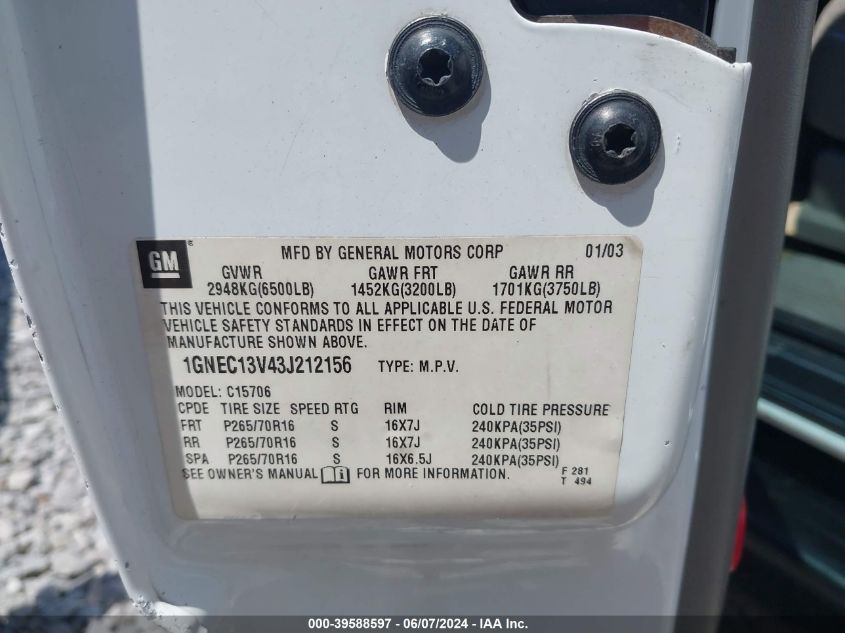 GM ® MFD BY GENERAL MOTORS CORP 01/03
GVWR GAWR FRT GAWR RR
2948KG(6500LB) 1452KG(3200LB) 1701KG(3750LB)
THIS VEHICLE CONFORMS TO ALL APPLICABLE U.S. FEDERAL MOTOR
VEHICLE SAFETY STANDARDS IN EFFECT ON THE DATE OF
MANUFACTURE SHOWN ABOVE.
1GNEC13V43J212156 TYPE: M.P.V.
MODEL: C15706
CPDE TIRE SIZE SPEED RTG RIM COLD TIRE PRESSURE
FRT P265/70R16 S 16X7J 240KPA(35PSI)
RR P265/70R16 S 16X7J 240KPA(35PSI)
SPA P265/70R16 S 16X6.5J 240KPA(35PSI)
SEE OWNER'S MANUAL i FOR MORE INFORMATION. F 281
T 494
000-39588597 - 06/07/2024 - IAA Inc.